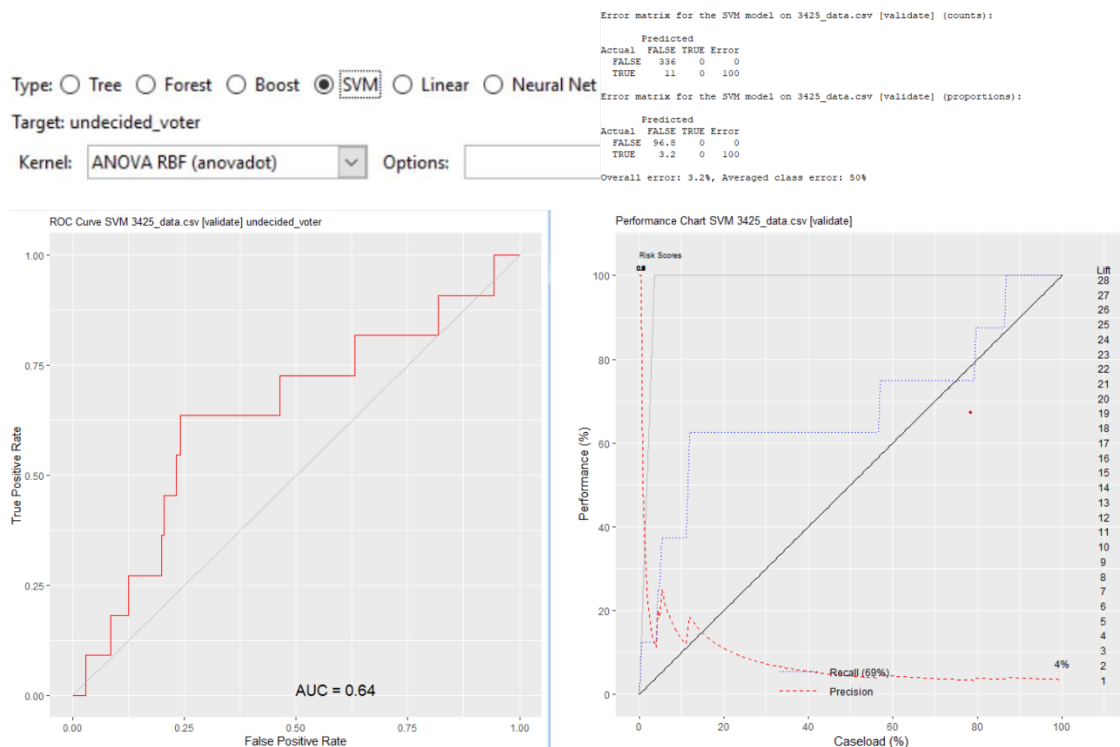 Error matrix for the SVM model on 3425_data.csv [validate] (counts):
Predicted
Actual FALSE TRUE Error
FALSE 336 0 0
TRUE 11 0 100
Error matrix for the SVM model on 3425_data.csv [validate] (proportions):
Predicted
Actual FALSE TRUE Error
FALSE 96.8 0 0
TRUE 3.2 0 100
Overall error: 3.2%, Averaged class error: 50%
Type: Tree Forest Boost SVM Linear Neural Net
Target: undecided_voter
Kernel: ANOVA RBF (anovadot) Options:
ROC Curve SVM 3425_data.csv [validate] undecided_voter
1.00
0.75
0.50
0.25
0.00
True Positive Rate
AUC = 0.64
0.00 0.25 0.50 0.75 1.00
False Positive Rate
Performance Chart SVM 3425_data.csv [validate]
Risk Scores
Lift
28
27
26
25
24
23
22
21
20
19
18
17
16
15
14
13
12
11
10
9
8
7
6
5
4
3
2
1
100
80
60
40
20
0
Performance (%)
4%
Recall (69%)
Precision
0 20 40 60 80 100
Caseload (%)